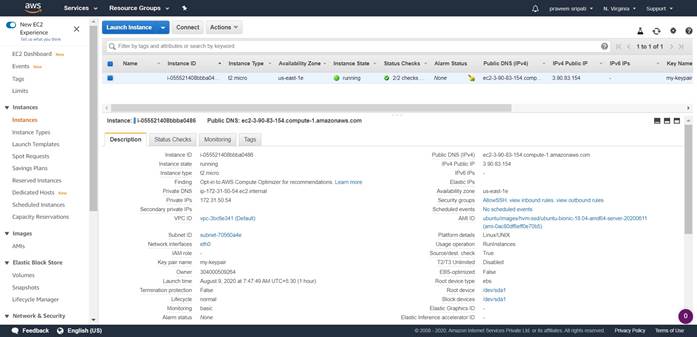 aws
Services
Resource Groups
praveen sripati
N. Virginia
Support
New EC2
Experience
Tell us what you think
EC2 Dashboard New
Events New
Tags
Limits
Instances
Instances
Instance Types
Launch Templates
Spot Requests
Savings Plans
Reserved Instances
Dedicated Hosts New
Scheduled Instances
Capacity Reservations
Images
AMIs
Elastic Block Store
Volumes
Snapshots
Lifecycle Manager
Network & Security
Launch Instance
Connect
Actions
Filter by tags and attributes or search by keyword
1 to 1 of 1
Name Instance ID Instance Type Availability Zone Instance State Status Checks Alarm Status Public DNS (IPv4) IPv4 Public IP IPv6 IPs Key Name
t2.micro us-east-1e running 2/2 checks ... None ec2-3-90-83-154.comp... 3.90.83.154 - my-keypair
Instance: Public DNS: ec2-3-90-83-154.compute-1.amazonaws.com
Description Status Checks Monitoring Tags
Instance ID
Instance state running
Instance type t2.micro
Finding Opt-in to AWS Compute Optimizer for recommendations. Learn more
Private DNS ip-172-31-50-54.ec2.internal
Private IPs 172.31.50.54
Secondary private IPs
VPC ID (Default)
Subnet ID subnet-70560a4e
Network interfaces eth0
IAM role -
Key pair name my-keypair
Owner 304000509264
Launch time August 9, 2020 at 7:47:49 AM UTC+5:30 (1 hour)
Termination protection False
Lifecycle normal
Monitoring basic
Alarm status None
Public DNS (IPv4) ec2-3-90-83-154.compute-1.amazonaws.com
IPv4 Public IP 3.90.83.154
IPv6 IPs -
Elastic IPs
Availability zone us-east-1e
Security groups AllowSSH. view inbound rules. view outbound rules
Scheduled events No scheduled events
AMI ID ubuntu/images/hvm-ssd/ubuntu-bionic-18.04-amd64-server-20200611
Platform details Linux/UNIX
Usage operation RunInstances
Source/dest. check True
T2/T3 Unlimited Disabled
EBS-optimized False
Root device type ebs
Root device /dev/sda1
Block devices /dev/sda1
Elastic Graphics ID -
Elastic Inference accelerator ID -
0
Feedback
English (US)
© 2008 - 2020, Amazon Internet Services Private Ltd. or its affiliates. All rights reserved.
Privacy Policy
Terms of Use